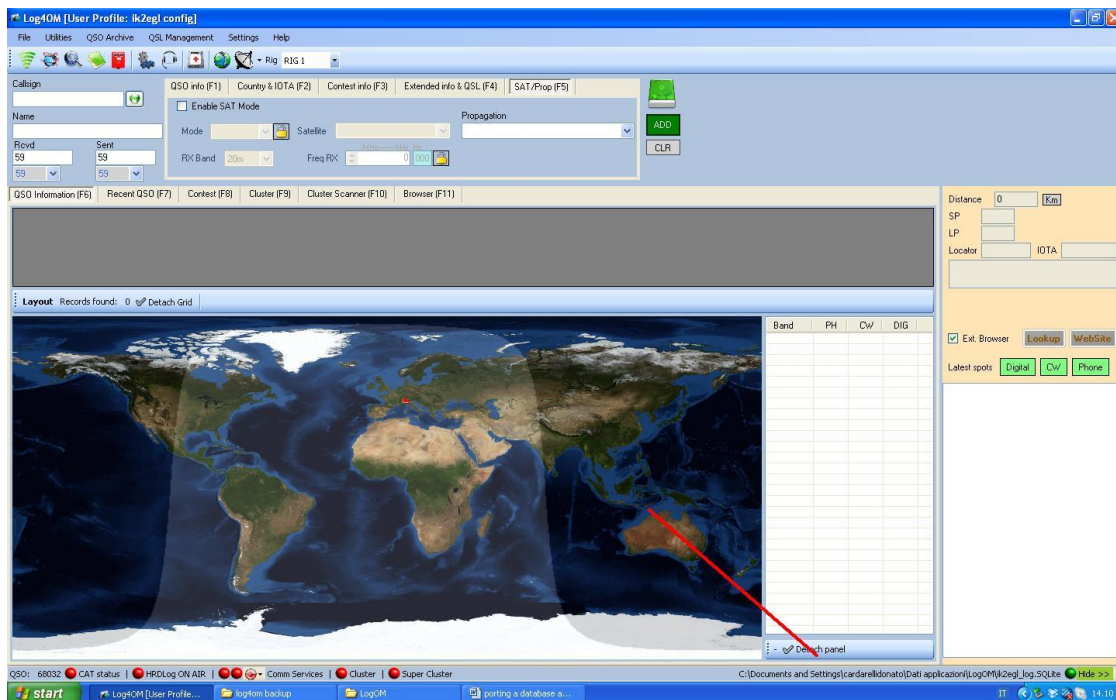 Log4OM [User Profile: ik2egl config]
File Utilities QSO Archive QSL Management Settings Help
- Rig RIG 1
Callsign
QSO info (F1) Country & IOTA (F2) Contest info (F3) Extended info & QSL (F4) SAT/Prop (F5)
Enable SAT Mode
Name
Propagation
Mode Satellite
ADD
Rcvd Sent
59 59
CLR
RX Band 20m Freq RX 0 000
59 59
QSO Information (F6) Recent QSO (F7) Contest (F8) Cluster (F9) Cluster Scanner (F10) Browser (F11)
Distance 0 Km
SP
LP
Locator IOTA
Layout Records found: 0 Detach Grid
Band PH CW DIG
Ext. Browser Lookup WebSite
Latest spots Digital CW Phone
- Detach panel
QSO: 68032 CAT status | HRDLog ON AIR | Comm Services | Cluster | Super Cluster C:\Documents and Settings\cardarellidonato\Dati applicazioni\LogOM\ik2egl_log.SQLite Hide >>
start Log4OM [User Profile... log4om backup LogOM porting a database a... IT 14.10